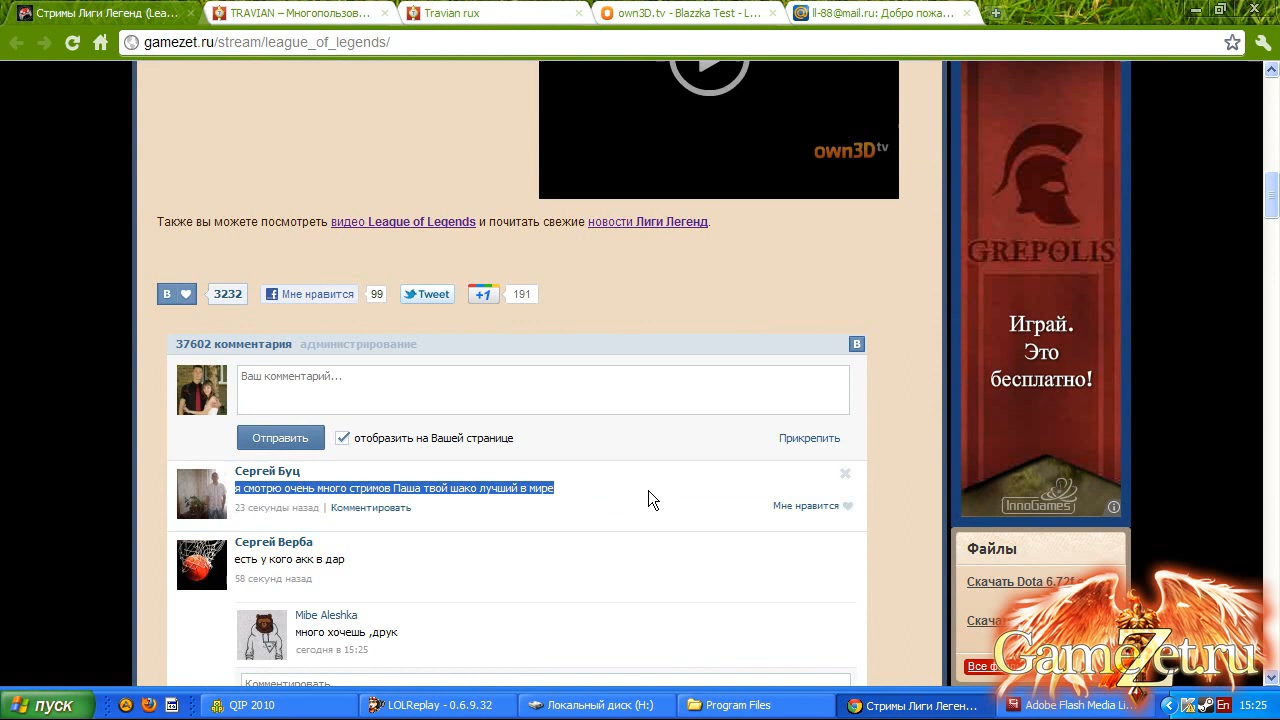 Стримы Лиги Легенд (Lea...
TRAVIAN – Многопользов...
Travian rux
own3D.tv - Blazzka Test - L...
ll-88@mail.ru: Добро пожа...
gamezet.ru/stream/league_of_legends/
own3D tv
Также вы можете посмотреть видео League of Legends и почитать свежие новости Лиги Легенд.
B 3232 Мне нравится 99 Tweet +1 191
37602 комментария администрирование B
Ваш комментарий...
Отправить отобразить на Вашей странице Прикрепить
Сергей Буц
я смотрю очень много стримов Паша твой шако лучший в мире
23 секунды назад | Комментировать Мне нравится
Сергей Верба
есть у кого акк в дар
58 секунд назад
Mibe Aleshka
много хочешь ,друк
сегодня в 15:25
Комментировать
GREPOLIS
Играй.
Это
бесплатно!
InnoGames
Файлы
Скачать Dota 6.72f
Скача
Все ф
GameZet.ru
пуск QIP 2010 LOLReplay - 0.6.9.32 Локальный диск (H:) Program Files Стримы Лиги Леген... Adobe Flash Media Li... En 15:25